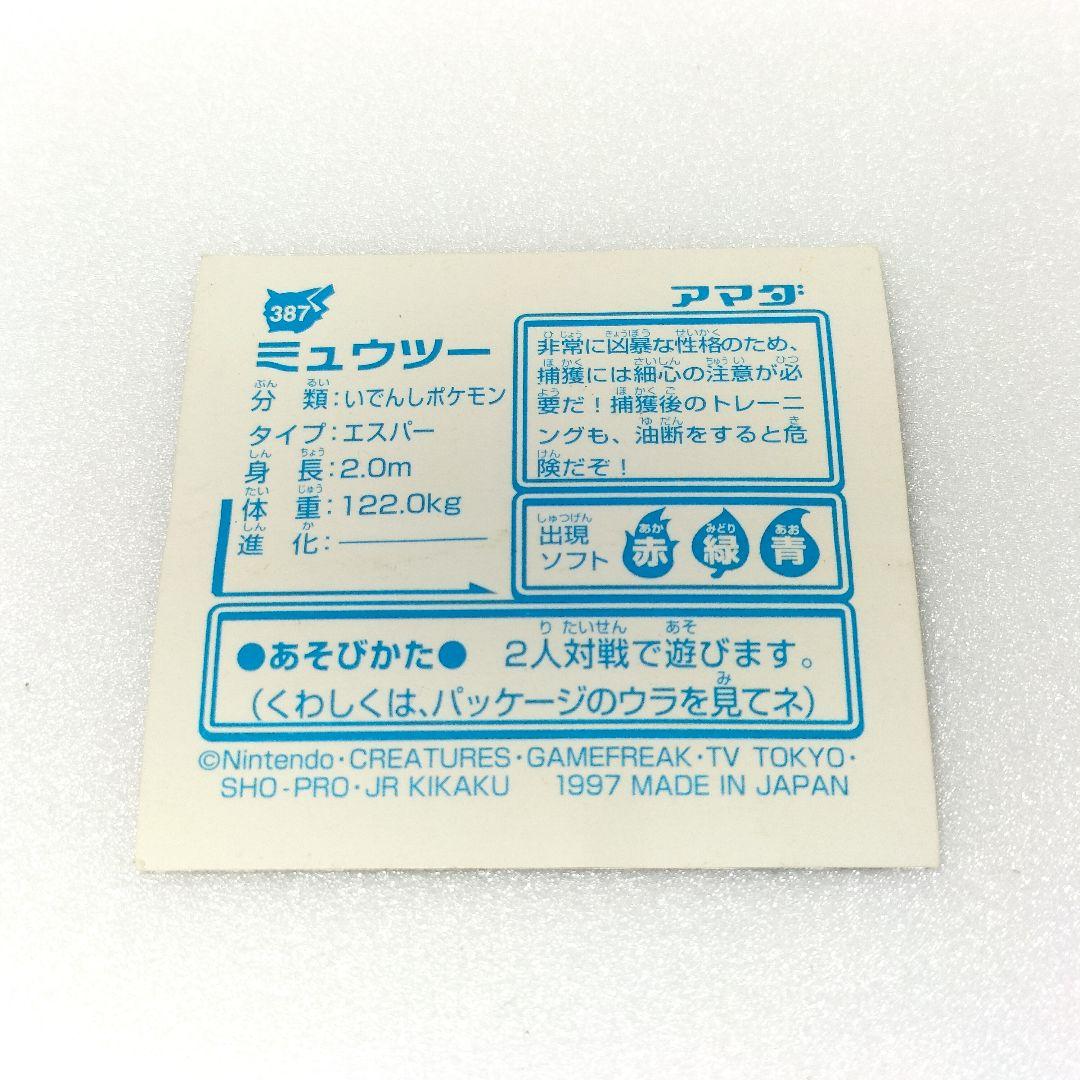 387
ミュウツー
分類：いでんしポケモン
タイプ：エスパー
身長：2.0m
体重：122.0kg
進化：―――――
アマダ
非常に凶暴な性格のため、
捕獲には細心の注意が必
要だ！捕獲後のトレーニ
ングも、油断をすると危
険だぞ！
出現
ソフト
赤 緑 青
●あそびかた● 2人対戦で遊びます。
（くわしくは、パッケージのウラを見てネ）
©Nintendo・CREATURES・GAMEFREAK・TV TOKYO・
SHO-PRO・JR KIKAKU 1997 MADE IN JAPAN